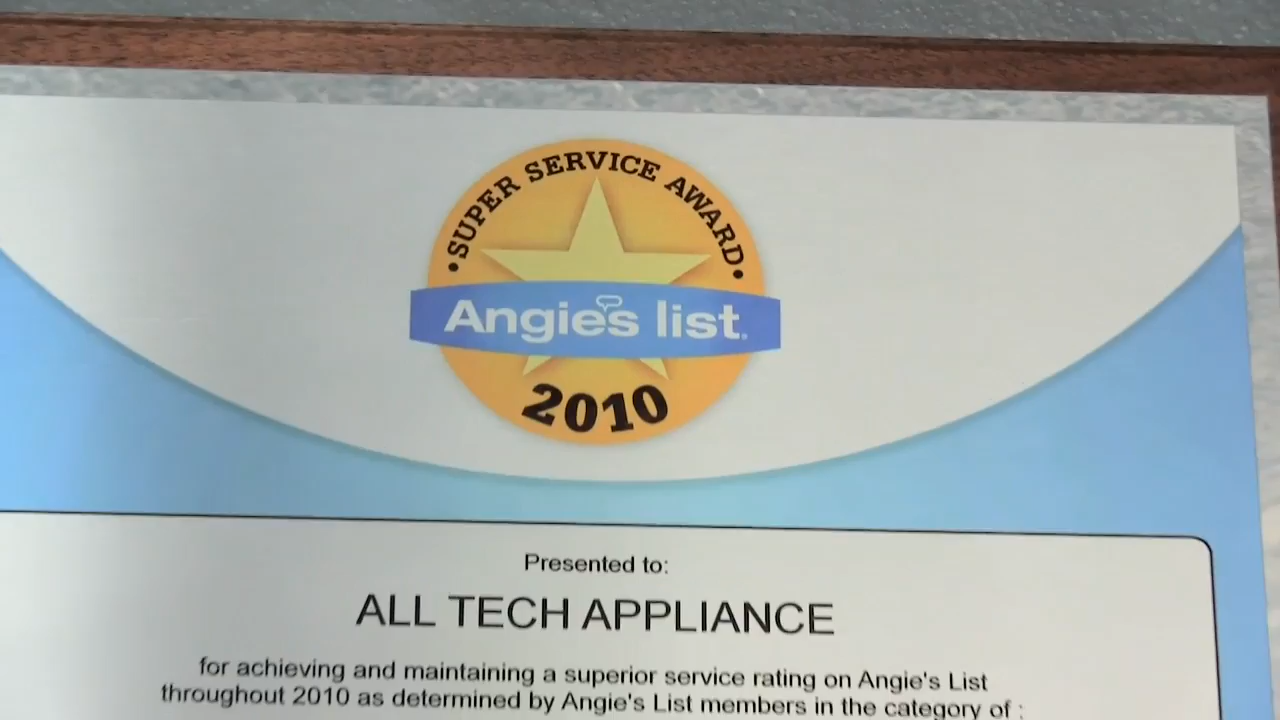 • SUPER SERVICE AWARD •
Angie's list®
2010
Presented to:
ALL TECH APPLIANCE
for achieving and maintaining a superior service rating on Angie's List
throughout 2010 as determined by Angie's List members in the category of :